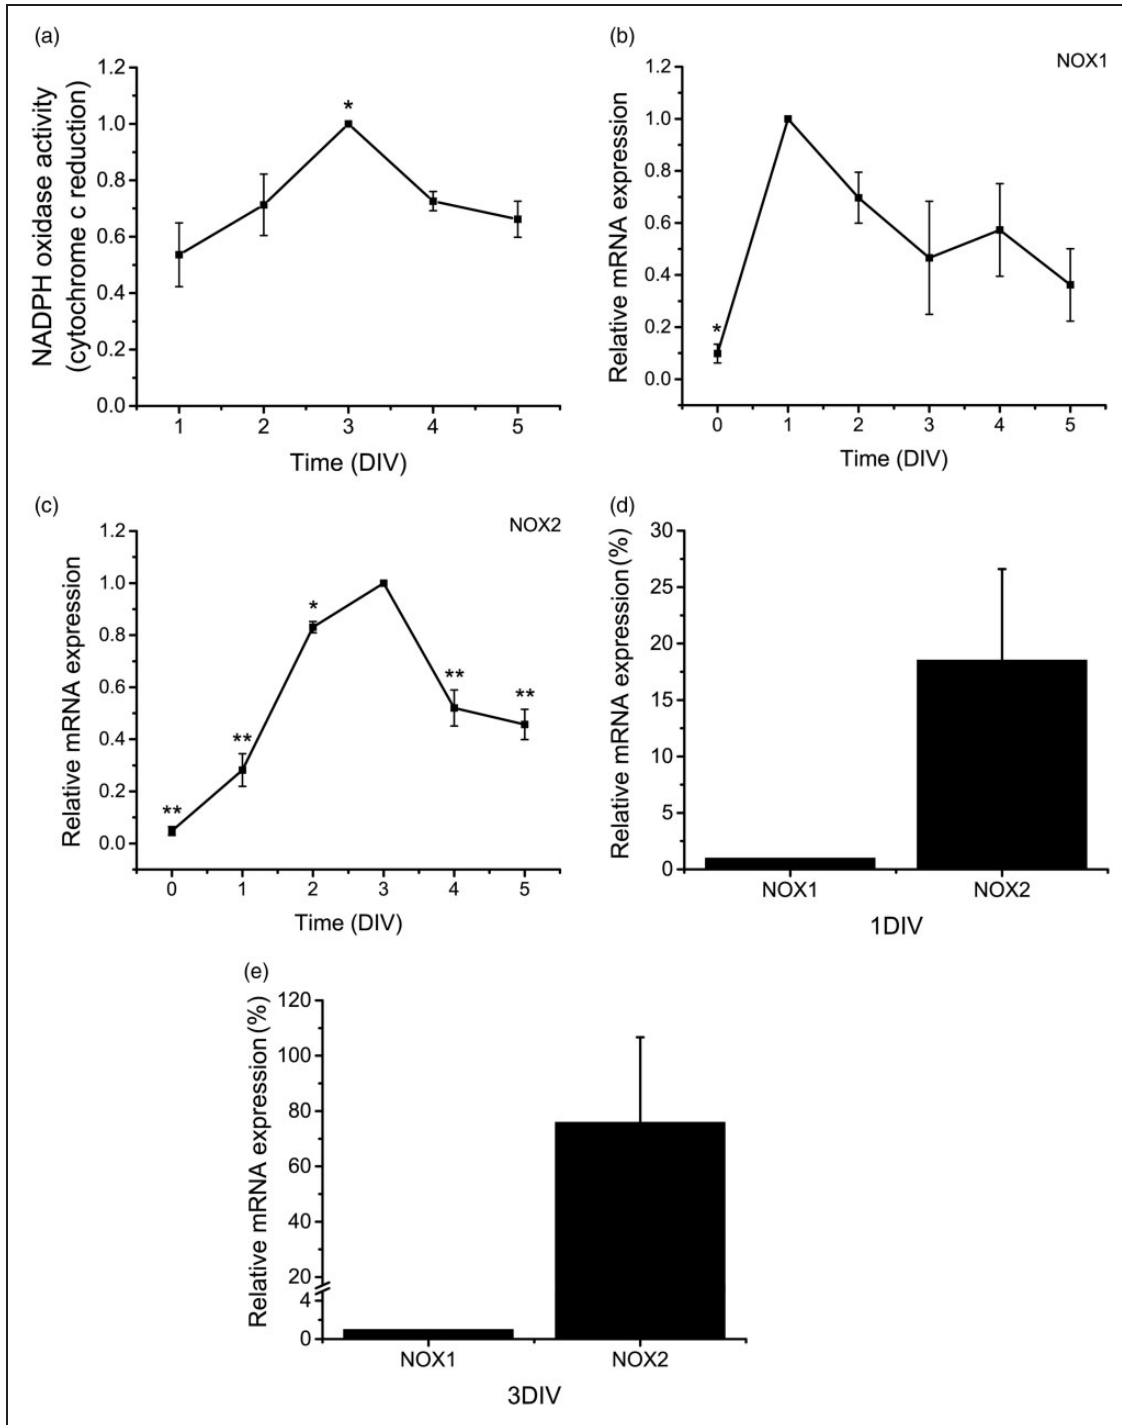 (a)
NADPH oxidase activity
(cytochrome c reduction)
1.2
1.0
0.8
0.6
0.4
0.2
0.0
*
1 2 3 4 5
Time (DIV)
(b)
NOX1
Relative mRNA expression
1.2
1.0
0.8
0.6
0.4
0.2
0.0
*
0 1 2 3 4 5
Time (DIV)
(c)
NOX2
Relative mRNA expression
1.2
1.0
0.8
0.6
0.4
0.2
0.0
** ** * ** **
0 1 2 3 4 5
Time (DIV)
(d)
Relative mRNA expression (%)
30
25
20
15
10
5
0
NOX1 NOX2
1DIV
(e)
Relative mRNA expression (%)
120
100
80
60
40
20
4
0
NOX1 NOX2
3DIV